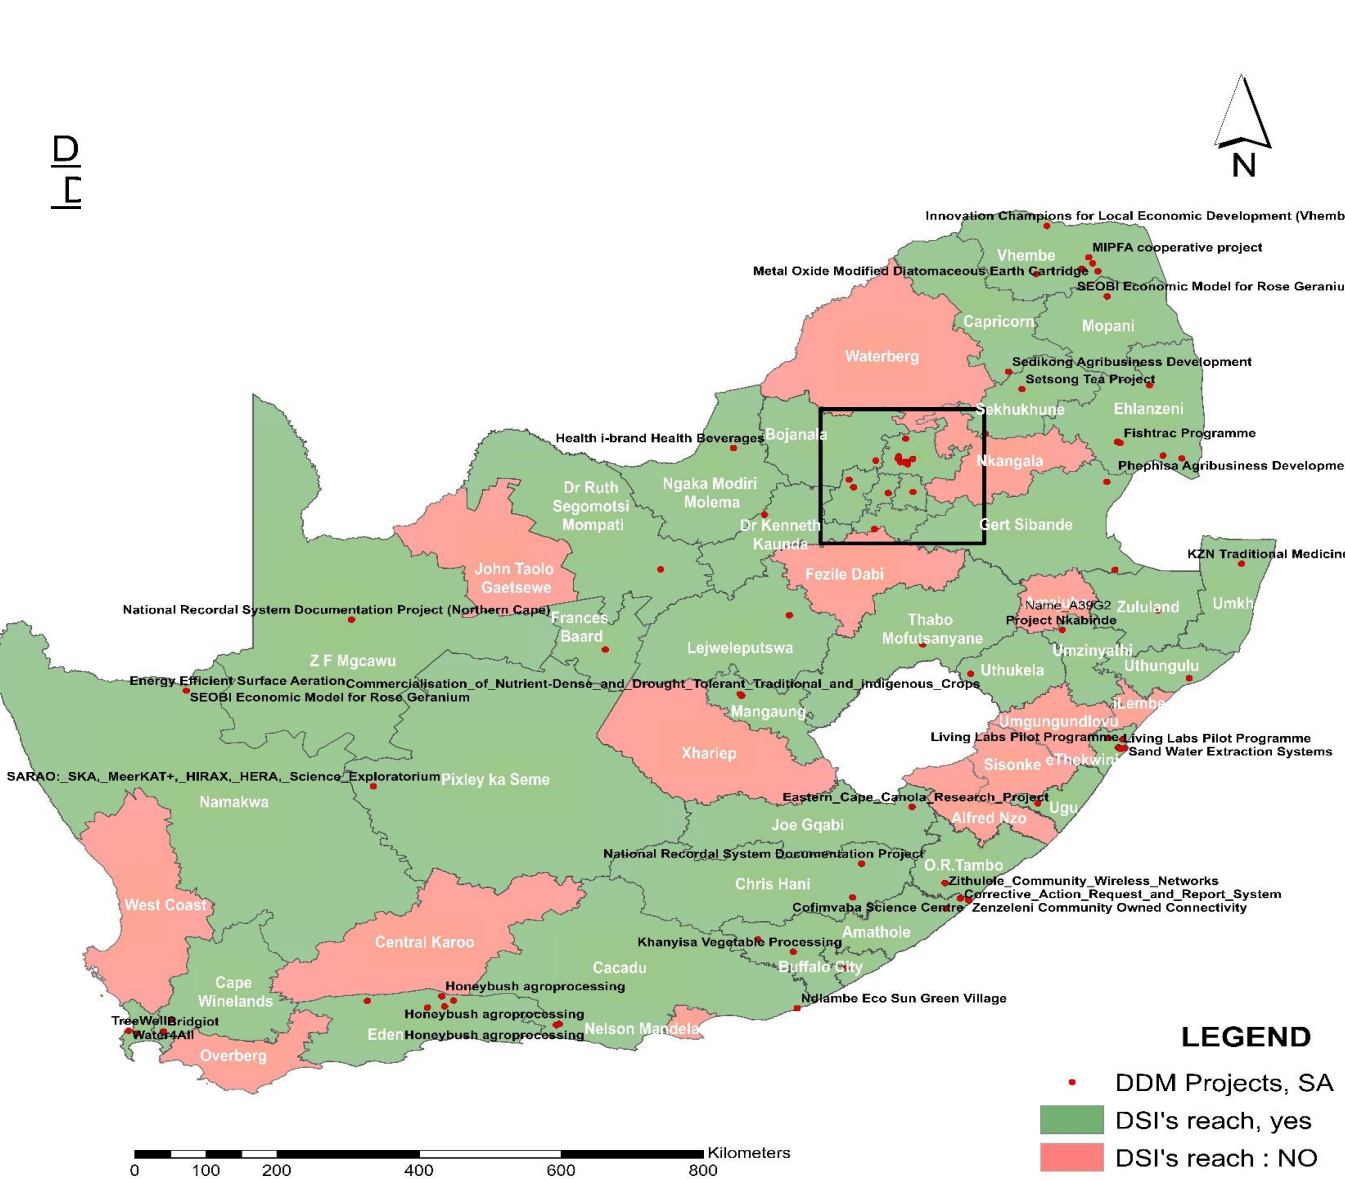 D
N
Innovation Champions for Local Economic Development (Vhemb
Vhembe
MIPFA cooperative project
Metal Oxide Modified Diatomaceous Earth Cartridge
SEOBI Economic Model for Rose Geraniu
Capricorn
Mopani
Waterberg
Sedikong Agribusiness Development
Setsong Tea Project
Sekhukhune
Ehlanzeni
Bojanala
Health i-brand Health Beverages
Fishtrac Programme
Nkangala
Phephisa Agribusiness Developme
Dr Ruth
Segomotsi
Mompati
Ngaka Modiri
Molema
Dr Kenneth
Kaunda
Gert Sibande
KZN Traditional Medicine
John Taolo
Gaetsewe
Fezile Dabi
National Recordal System Documentation Project (Northern Cape)
Frances
Baard
Thabo
Mofutsanyane
Name_A39G2
Project Nkabinde
Zululand
Umkh
Lejweleputswa
Umzinyathi
Z F Mgcawu
Uthukela
Uthungulu
Energy Efficient Surface Aeration
Commercialisation_of_Nutrient-Dense_and_Drought_Tolerant_Traditional_and_indigenous_Crops
SEOBI Economic Model for Rose Geranium
Mangaung
iLembe
Umgungundlovu
Living Labs Pilot Programme
Living Labs Pilot Programme
Xhariep
Sand Water Extraction Systems
Sisonke
eThekwini
SARAO:_SKA,_MeerKAT+,_HIRAX,_HERA,_Science_Exploratorium
Pixley ka Seme
Namakwa
Eastern_Cape_Canola_Research_Project
Ugu
Alfred Nzo
Joe Gqabi
National Recordal System Documentation Project
O.R.Tambo
Chris Hani
Zithulele_Community_Wireless_Networks
Corrective_Action_Request_and_Report_System
Cofimvaba Science Centre
Zenzeleni Community Owned Connectivity
West Coast
Amathole
Central Karoo
Khanyisa Vegetable Processing
Cacadu
Buffalo City
Cape
Winelands
Honeybush agroprocessing
Ndlambe Eco Sun Green Village
Honeybush agroprocessing
Bridgiot
Water4All
Eden
Honeybush agroprocessing
Nelson Mandela
Overberg
LEGEND
DDM Projects, SA
DSI's reach, yes
DSI's reach : NO
Kilometers
0 100 200 400 600 800